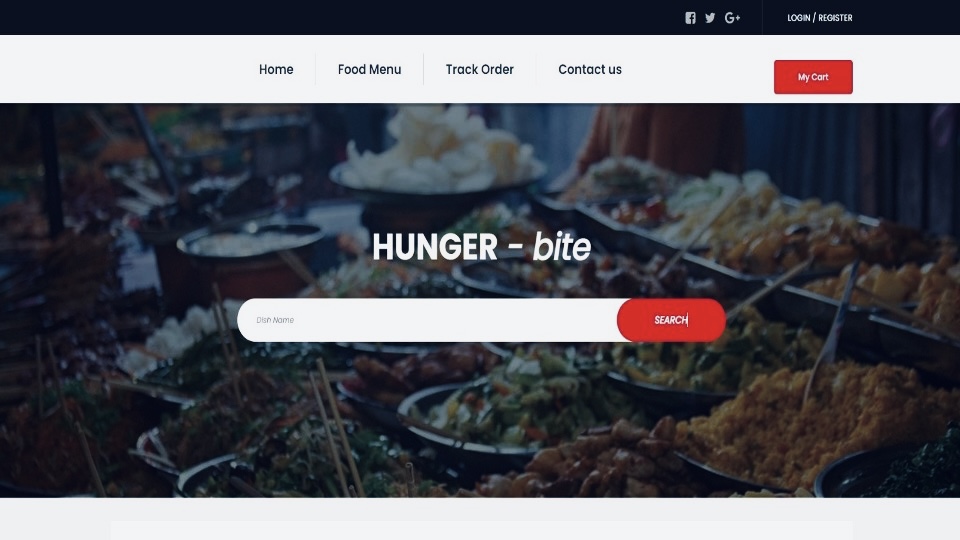 LOGIN / REGISTER
Home
Food Menu
Track Order
Contact us
My Cart
HUNGER - bite
Dish Name
SEARCH